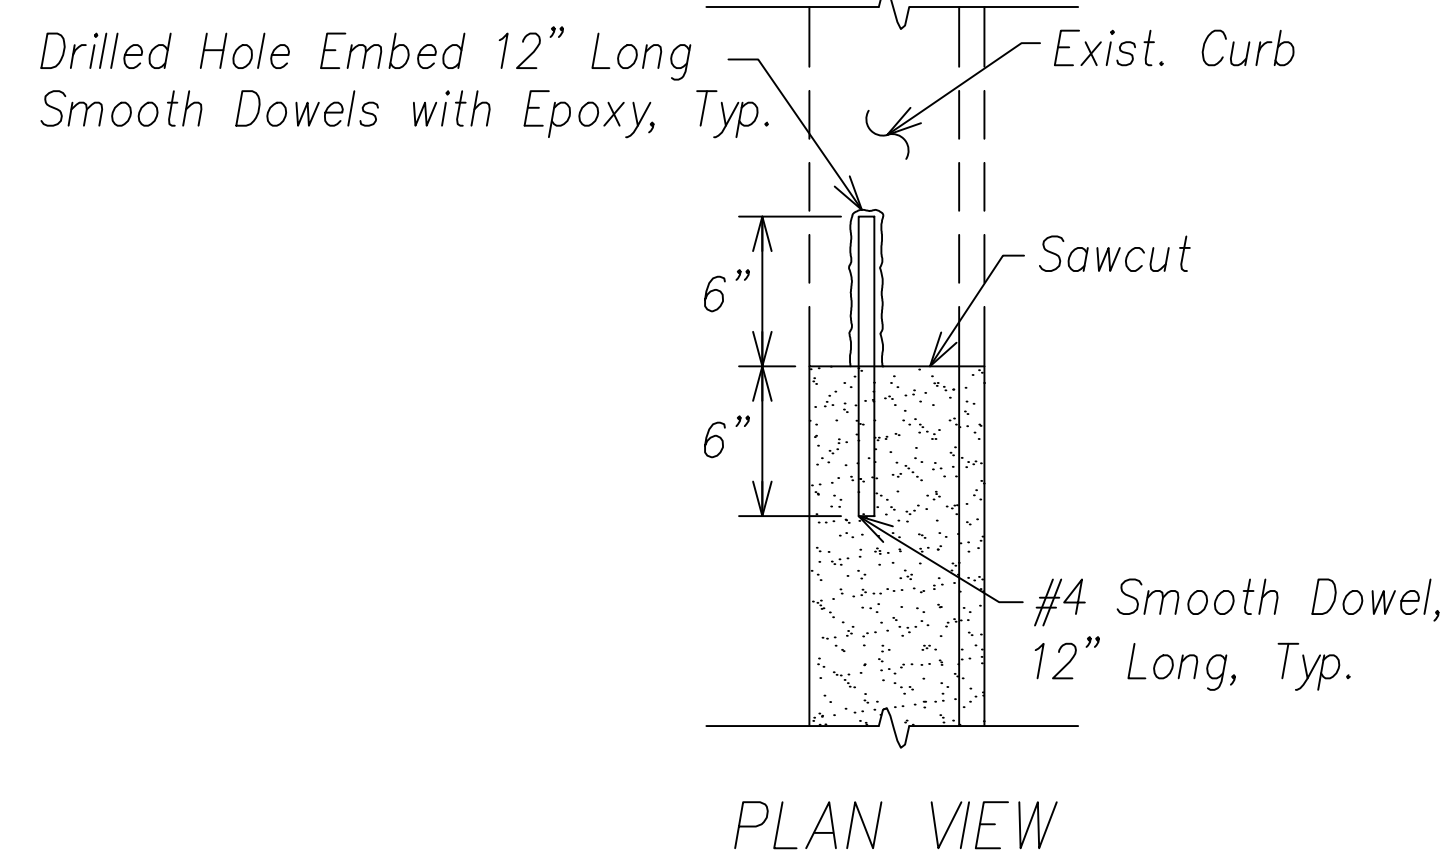 Drilled Hole Embed 12” Long
Smooth Dowels with Epoxy, Typ.
Exist. Curb
Sawcut
6”
6”
#4 Smooth Dowel,
12” Long, Typ.
PLAN VIEW